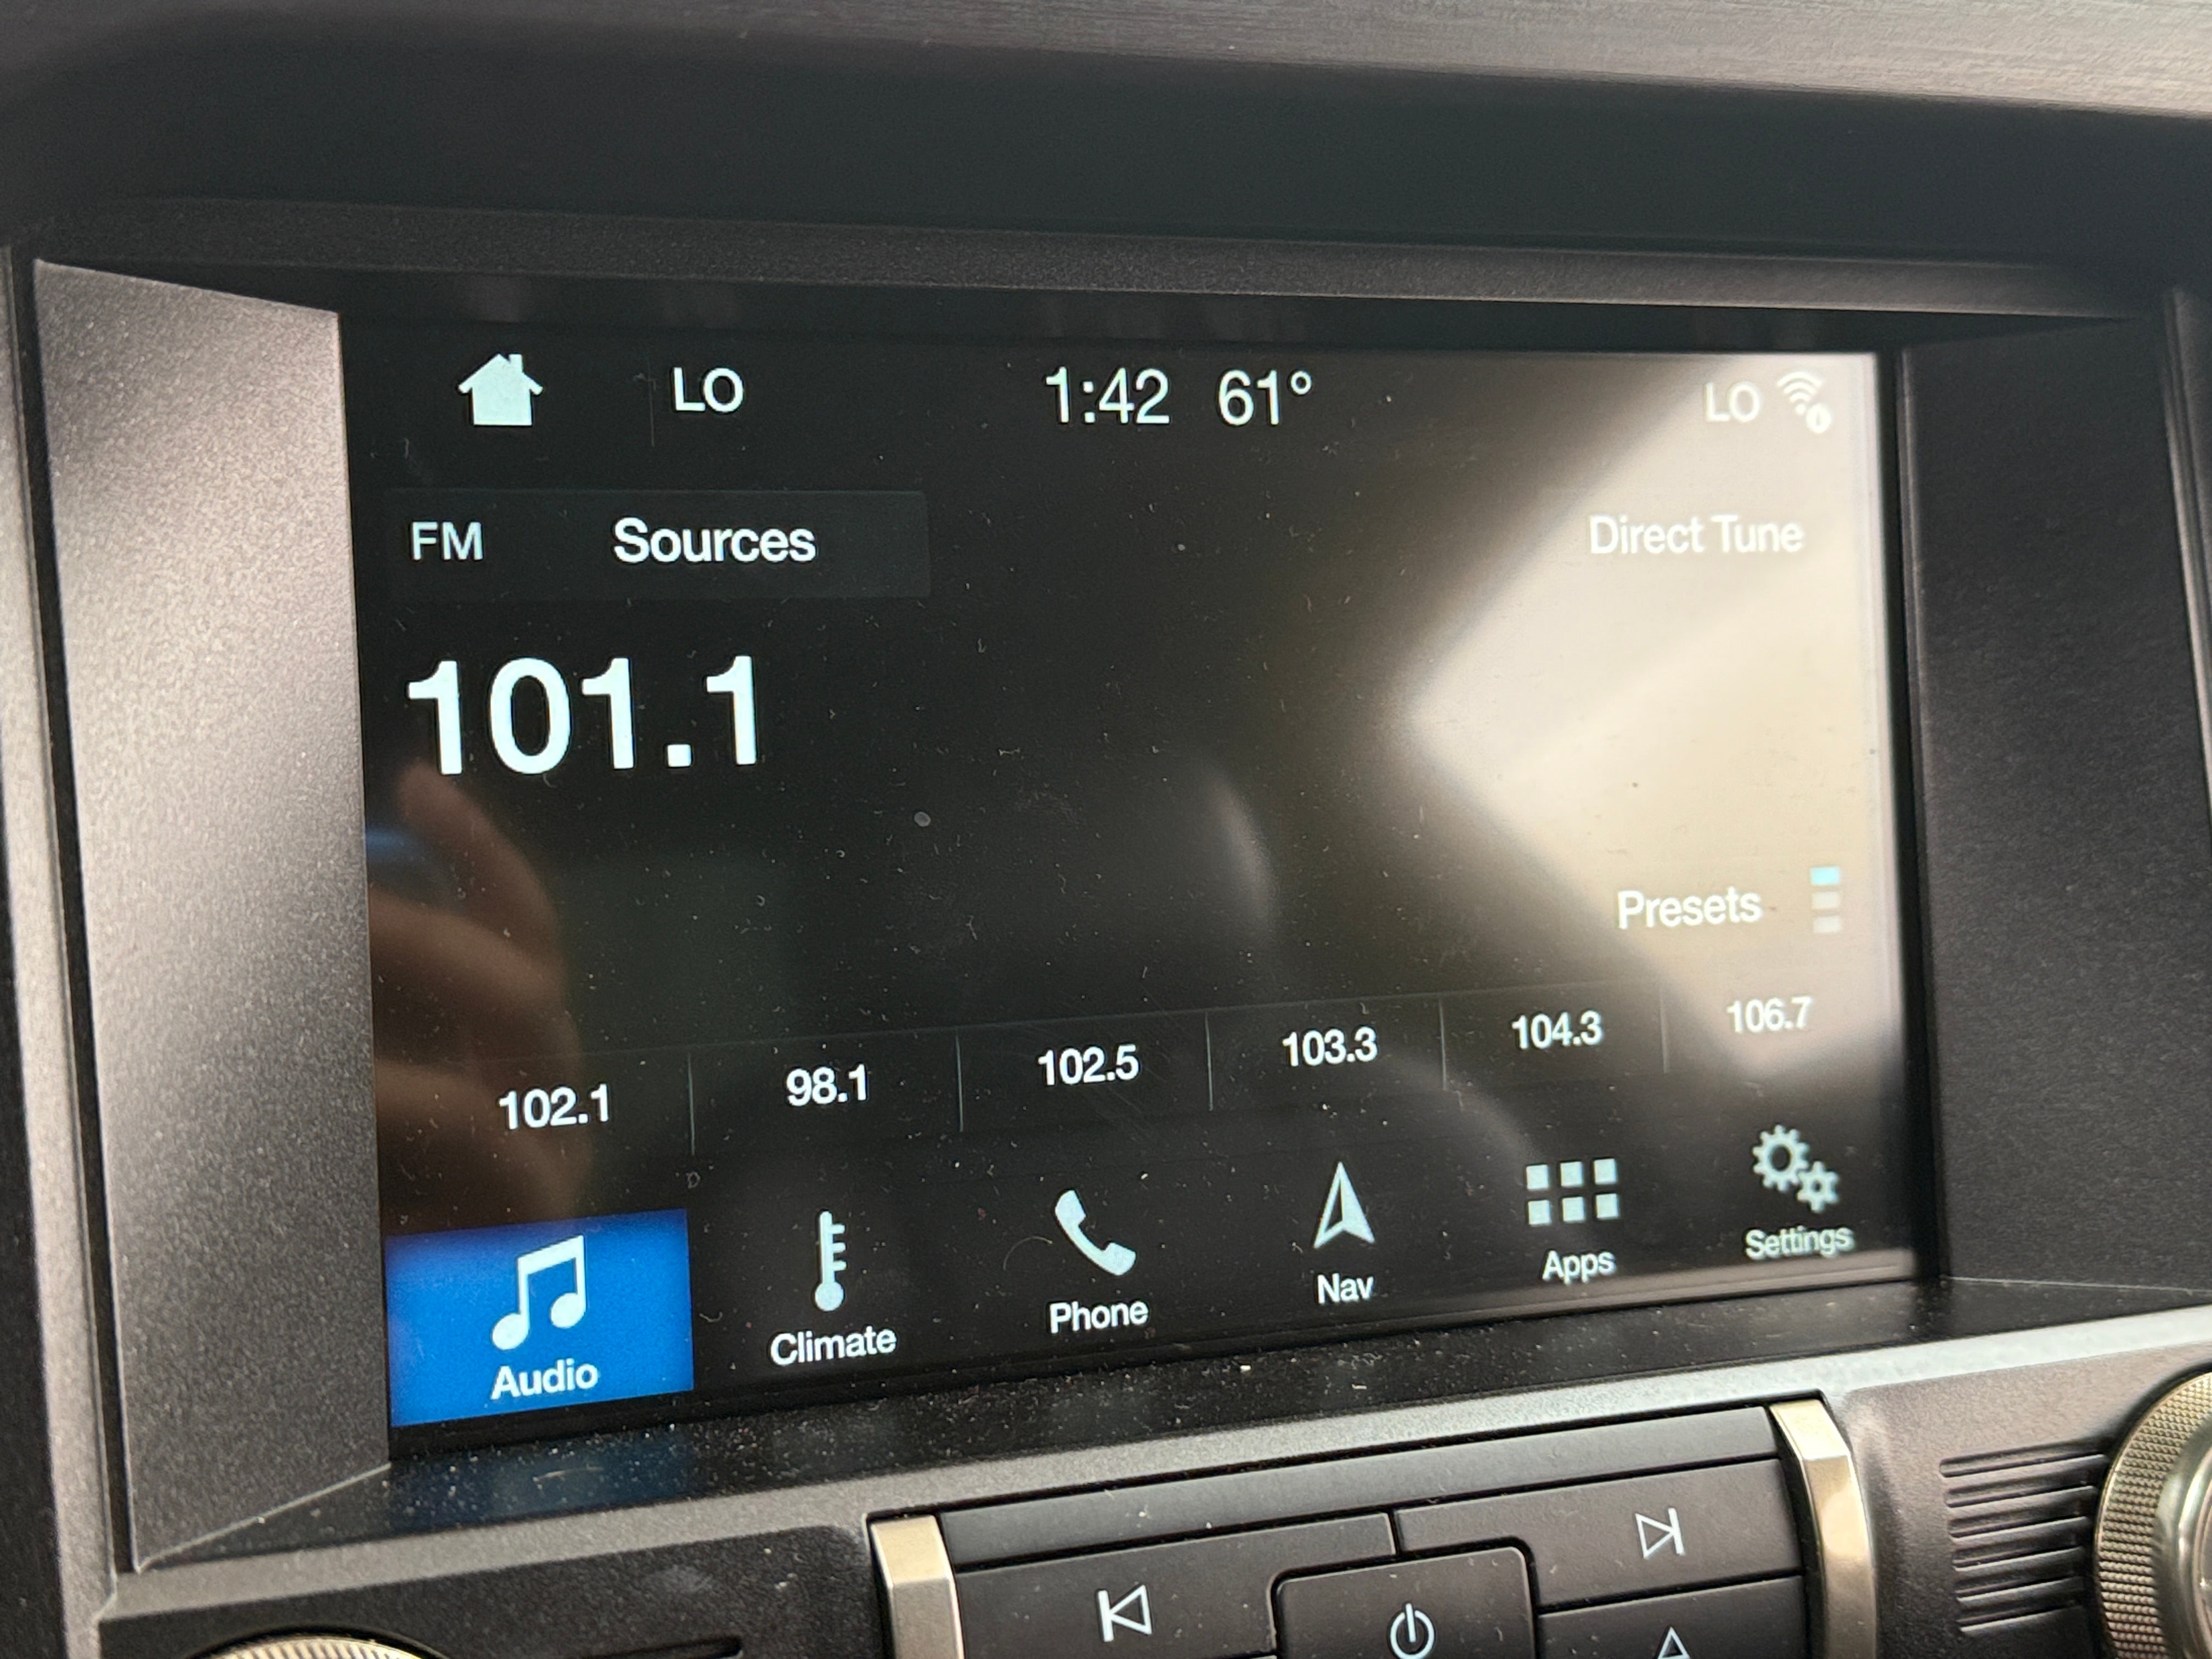 LO 1:42 61° LO
FM Sources Direct Tune
101.1
Presets
102.1 98.1 102.5 103.3 104.3 106.7
Audio Climate Phone Nav Apps Settings